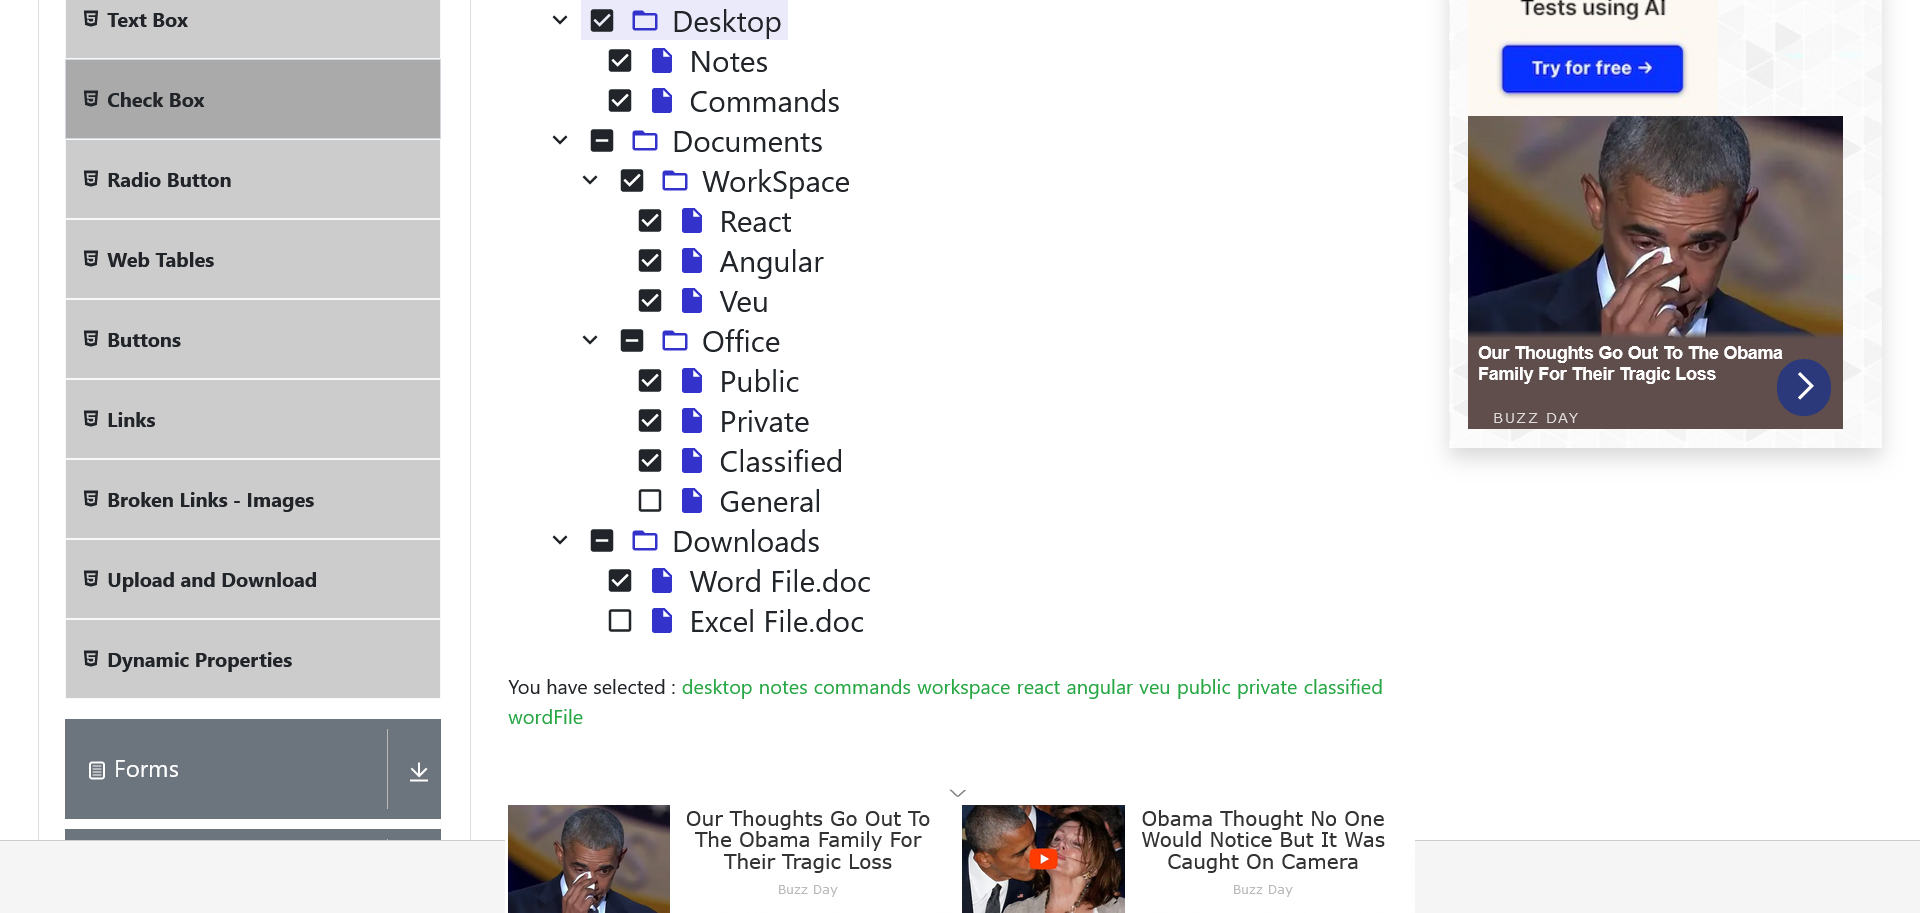 Text Box
Check Box
Radio Button
Web Tables
Buttons
Links
Broken Links - Images
Upload and Download
Dynamic Properties
Forms
Desktop
Notes
Commands
Documents
WorkSpace
React
Angular
Veu
Office
Public
Private
Classified
General
Downloads
Word File.doc
Excel File.doc
You have selected : desktop notes commands workspace react angular veu public private classified
wordFile
Our Thoughts Go Out To
The Obama Family For
Their Tragic Loss
Buzz Day
Obama Thought No One
Would Notice But It Was
Caught On Camera
Buzz Day
Tests using AI
Try for free →
Our Thoughts Go Out To The Obama
Family For Their Tragic Loss
BUZZ DAY